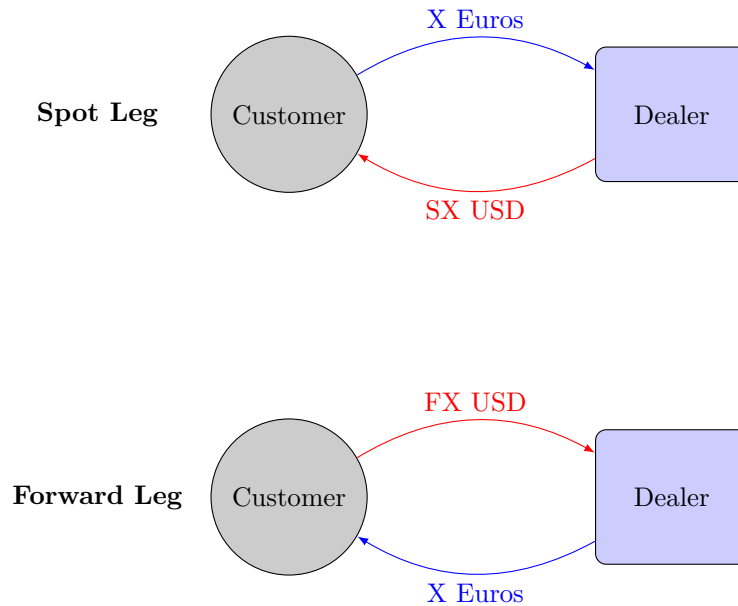 X Euros
Spot Leg
Customer
Dealer
SX USD
FX USD
Forward Leg
Customer
Dealer
X Euros